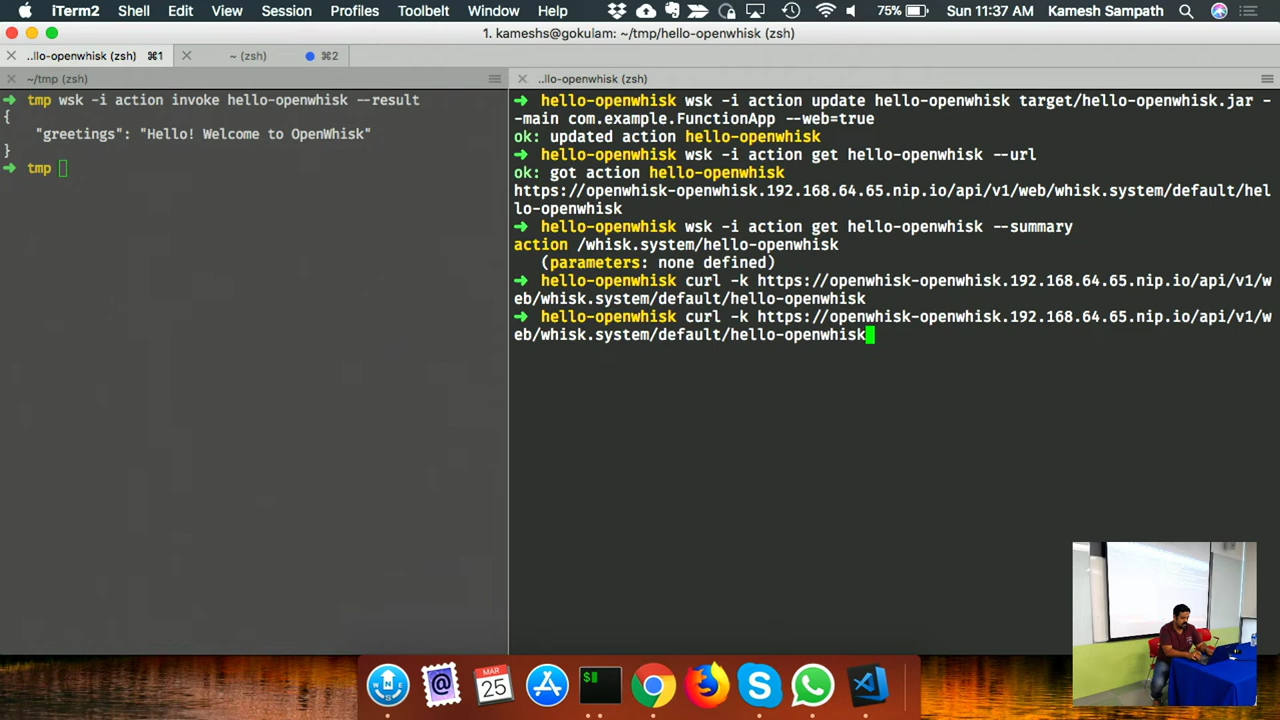 iTerm2 Shell Edit View Session Profiles Toolbelt Window Help 75% Sun 11:37 AM Kamesh Sampath
1. kameshs@gokulam: ~/tmp/hello-openwhisk (zsh)
..llo-openwhisk (zsh) ⌘1 ~ (zsh) ⌘2
~/tmp (zsh)
➜ tmp wsk -i action invoke hello-openwhisk --result
{
"greetings": "Hello! Welcome to OpenWhisk"
}
➜ tmp
..llo-openwhisk (zsh)
➜ hello-openwhisk wsk -i action update hello-openwhisk target/hello-openwhisk.jar -
-main com.example.FunctionApp --web=true
ok: updated action hello-openwhisk
➜ hello-openwhisk wsk -i action get hello-openwhisk --url
ok: got action hello-openwhisk
https://openwhisk-openwhisk.192.168.64.65.nip.io/api/v1/web/whisk.system/default/hel
lo-openwhisk
➜ hello-openwhisk wsk -i action get hello-openwhisk --summary
action /whisk.system/hello-openwhisk
(parameters: none defined)
➜ hello-openwhisk curl -k https://openwhisk-openwhisk.192.168.64.65.nip.io/api/v1/w
eb/whisk.system/default/hello-openwhisk
➜ hello-openwhisk curl -k https://openwhisk-openwhisk.192.168.64.65.nip.io/api/v1/w
eb/whisk.system/default/hello-openwhisk
MAR
25
$